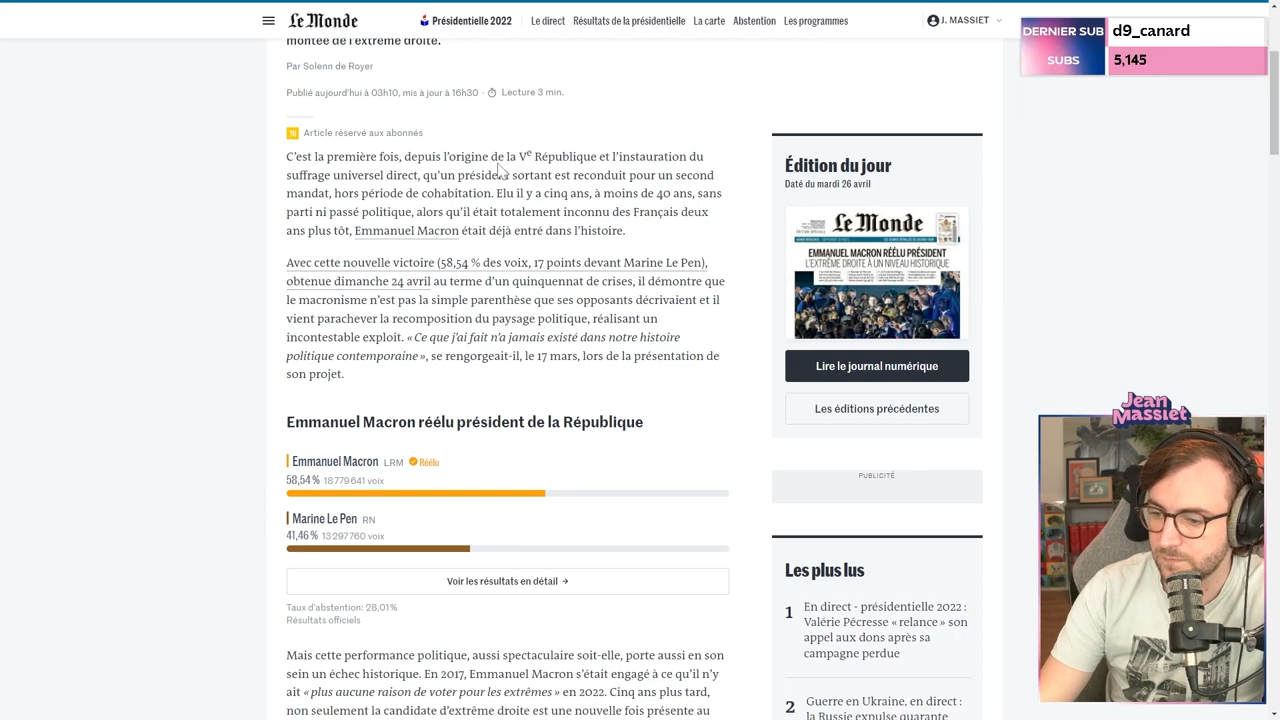 Le Monde
Présidentielle 2022
Le direct
Résultats de la présidentielle
La carte
Abstention
Les programmes
J. MASSIET
DERNIER SUB
d9_canard
SUBS
5,145
montée de l'extrême droite.
Par Solenn de Royer
Publié aujourd'hui à 03h10, mis à jour à 16h30 · Lecture 3 min.
Article réservé aux abonnés
C'est la première fois, depuis l'origine de la Ve République et l'instauration du
suffrage universel direct, qu'un président sortant est reconduit pour un second
mandat, hors période de cohabitation. Elu il y a cinq ans, à moins de 40 ans, sans
parti ni passé politique, alors qu'il était totalement inconnu des Français deux
ans plus tôt, Emmanuel Macron était déjà entré dans l'histoire.
Avec cette nouvelle victoire (58,54 % des voix, 17 points devant Marine Le Pen),
obtenue dimanche 24 avril au terme d'un quinquennat de crises, il démontre que
le macronisme n'est pas la simple parenthèse que ses opposants décrivaient et il
vient parachever la recomposition du paysage politique, réalisant un
incontestable exploit. « Ce que j'ai fait n'a jamais existé dans notre histoire
politique contemporaine », se rengorgeait-il, le 17 mars, lors de la présentation de
son projet.
Emmanuel Macron réélu président de la République
Emmanuel Macron LRM Réélu
58,54 % 18 779 641 voix
Marine Le Pen RN
41,46 % 13 297 760 voix
Voir les résultats en détail →
Taux d'abstention: 28,01 %
Résultats officiels
Mais cette performance politique, aussi spectaculaire soit-elle, porte aussi en son
sein un échec historique. En 2017, Emmanuel Macron s'était engagé à ce qu'il n'y
ait « plus aucune raison de voter pour les extrêmes » en 2022. Cinq ans plus tard,
non seulement la candidate d'extrême droite est une nouvelle fois présente au
Édition du jour
Daté du mardi 26 avril
Le Monde
EMMANUEL MACRON RÉÉLU PRÉSIDENT
L'EXTRÊME DROITE À UN NIVEAU HISTORIQUE
Lire le journal numérique
Les éditions précédentes
PUBLICITÉ
Les plus lus
1 En direct - présidentielle 2022 :
Valérie Pécresse « relance » son
appel aux dons après sa
campagne perdue
2 Guerre en Ukraine, en direct :
la Russie expulse quarante
Jean
Massiet